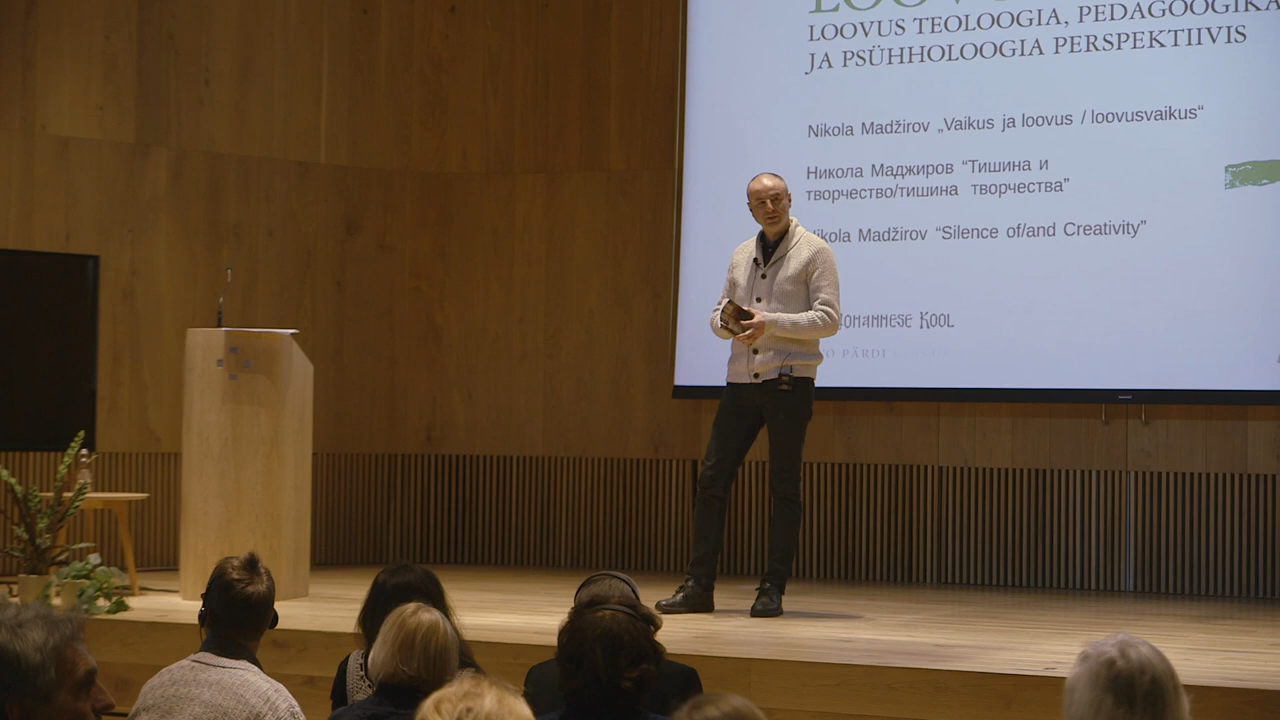 LOOVUS TEOLOOGIA, PEDAGOOGIKA
JA PSÜHHOLOOGIA PERSPEKTIIVIS
Nikola Madžirov „Vaikus ja loovus / loovusvaikus“
Никола Маджиров “Тишина и
творчество/тишина творчества”
Nikola Madžirov “Silence of/and Creativity”
Johannese Kool
PÄRDI